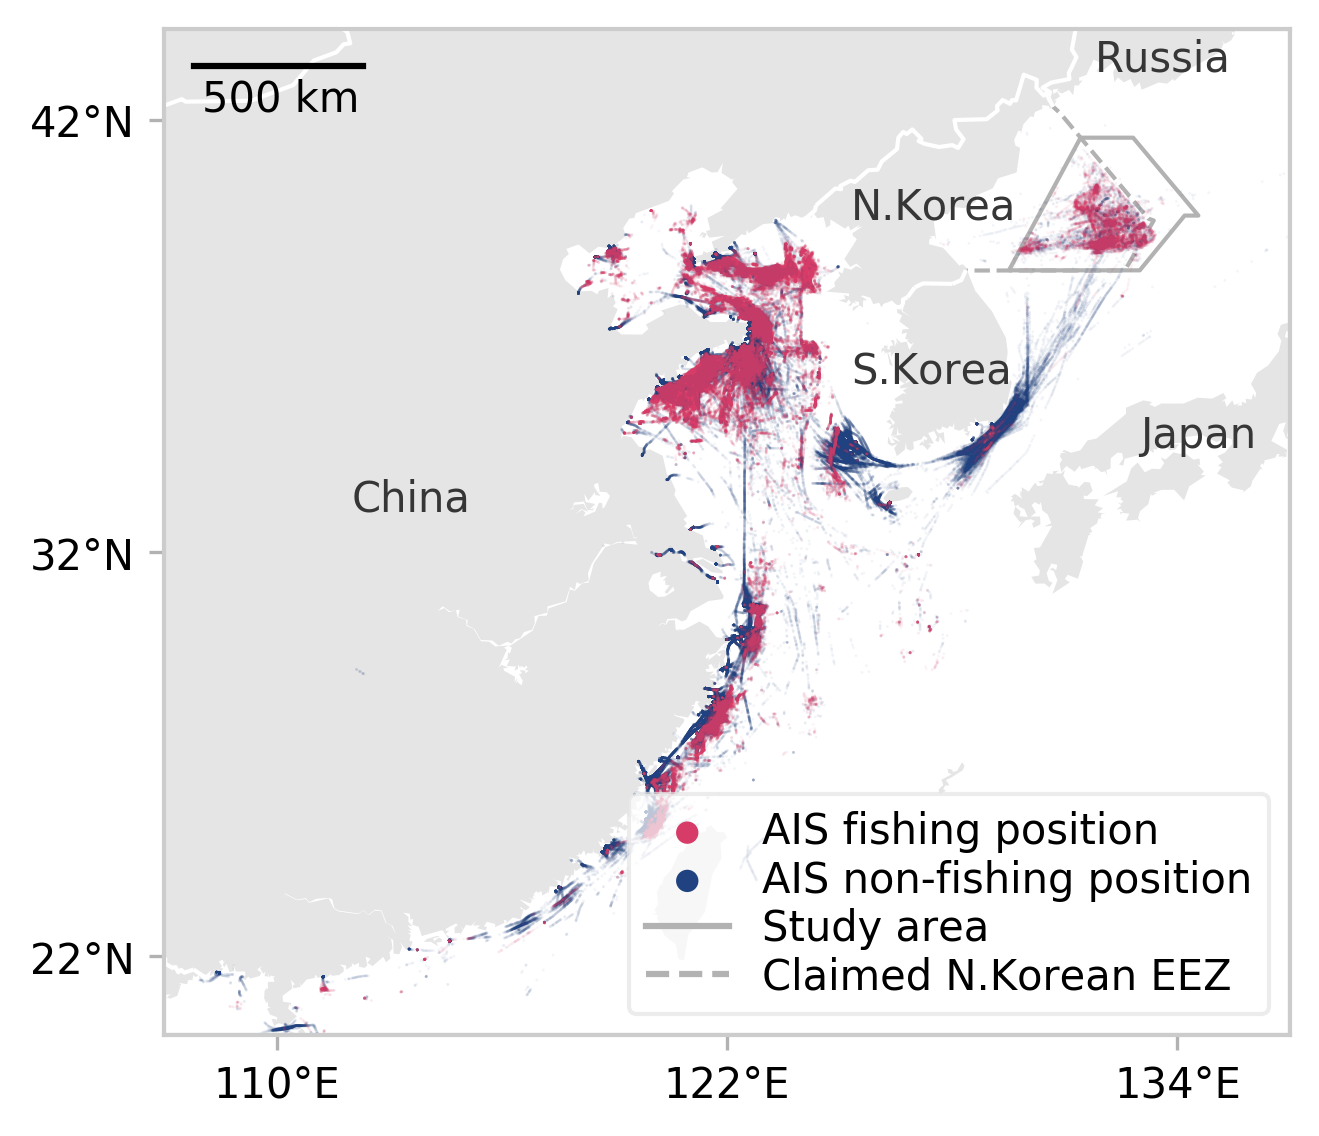 Russia
500 km
42°N
N.Korea
S.Korea
Japan
China
32°N
AIS fishing position
AIS non-fishing position
Study area
Claimed N.Korean EEZ
22°N
110°E
122°E
134°E